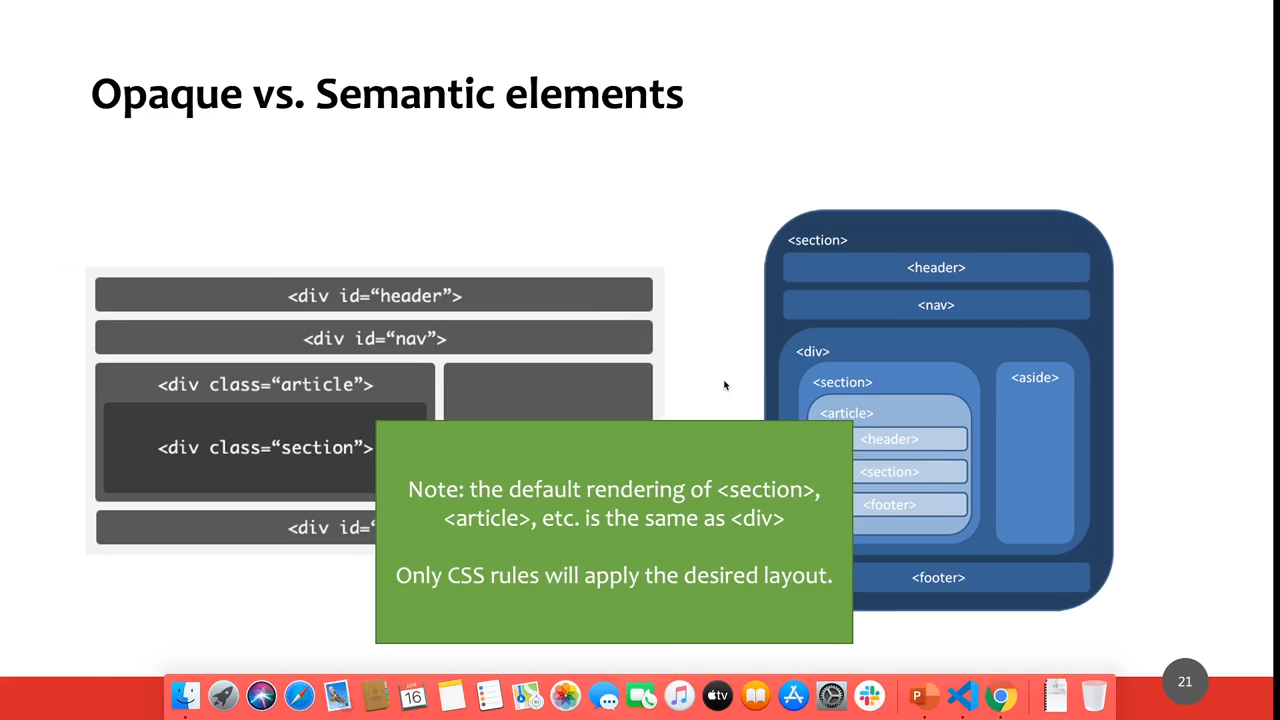 Opaque vs. Semantic elements
<div id=“header”>
<div id=“nav”>
<div class=“article”>
<div class=“section”>
<div id=“
<section>
<header>
<nav>
<div>
<section>
<article>
<header>
<section>
<footer>
<aside>
<footer>
Note: the default rendering of <section>,
<article>, etc. is the same as <div>
Only CSS rules will apply the desired layout.
APR
16
tv
21